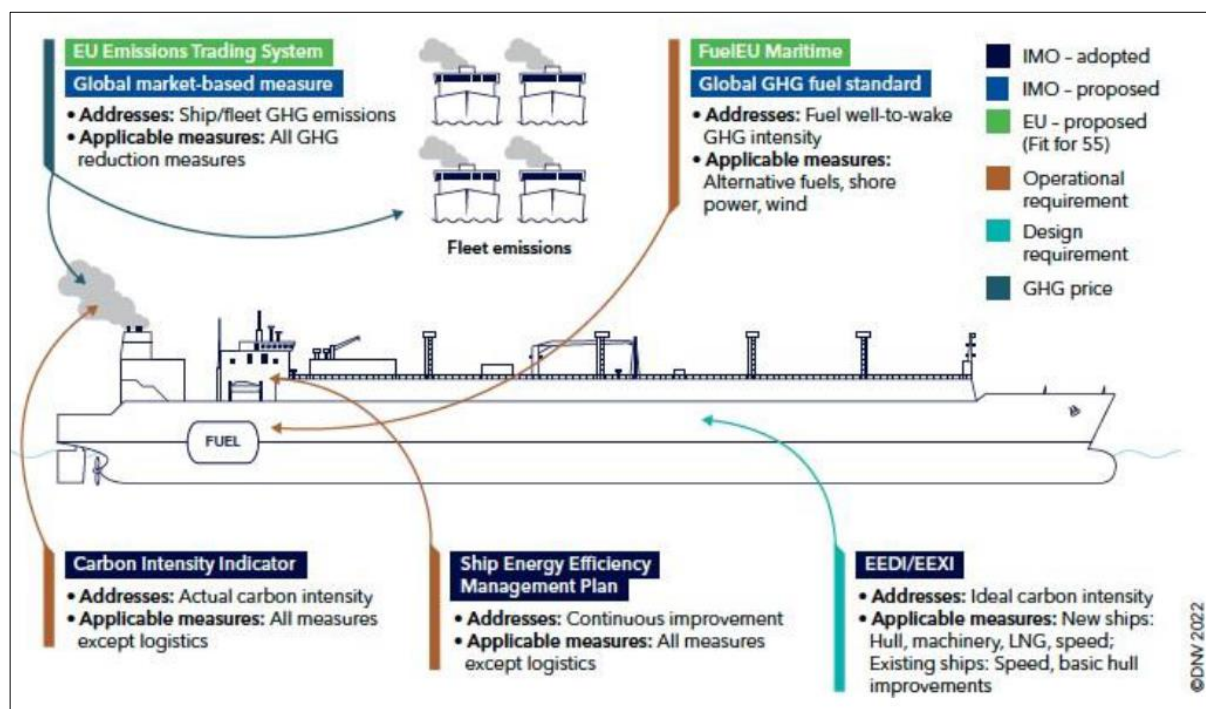 EU Emissions Trading System
Global market-based measure
• Addresses: Ship/fleet GHG emissions
• Applicable measures: All GHG
reduction measures
Fleet emissions
FuelEU Maritime
Global GHG fuel standard
• Addresses: Fuel well-to-wake
GHG intensity
• Applicable measures:
Alternative fuels, shore
power, wind
IMO – adopted
IMO – proposed
EU – proposed
(Fit for 55)
Operational
requirement
Design
requirement
GHG price
FUEL
Carbon Intensity Indicator
• Addresses: Actual carbon intensity
• Applicable measures: All measures
except logistics
Ship Energy Efficiency
Management Plan
• Addresses: Continuous improvement
• Applicable measures: All measures
except logistics
EEDI/EEXI
• Addresses: Ideal carbon intensity
• Applicable measures: New ships:
Hull, machinery, LNG, speed;
Existing ships: Speed, basic hull
improvements
©DNV 2022